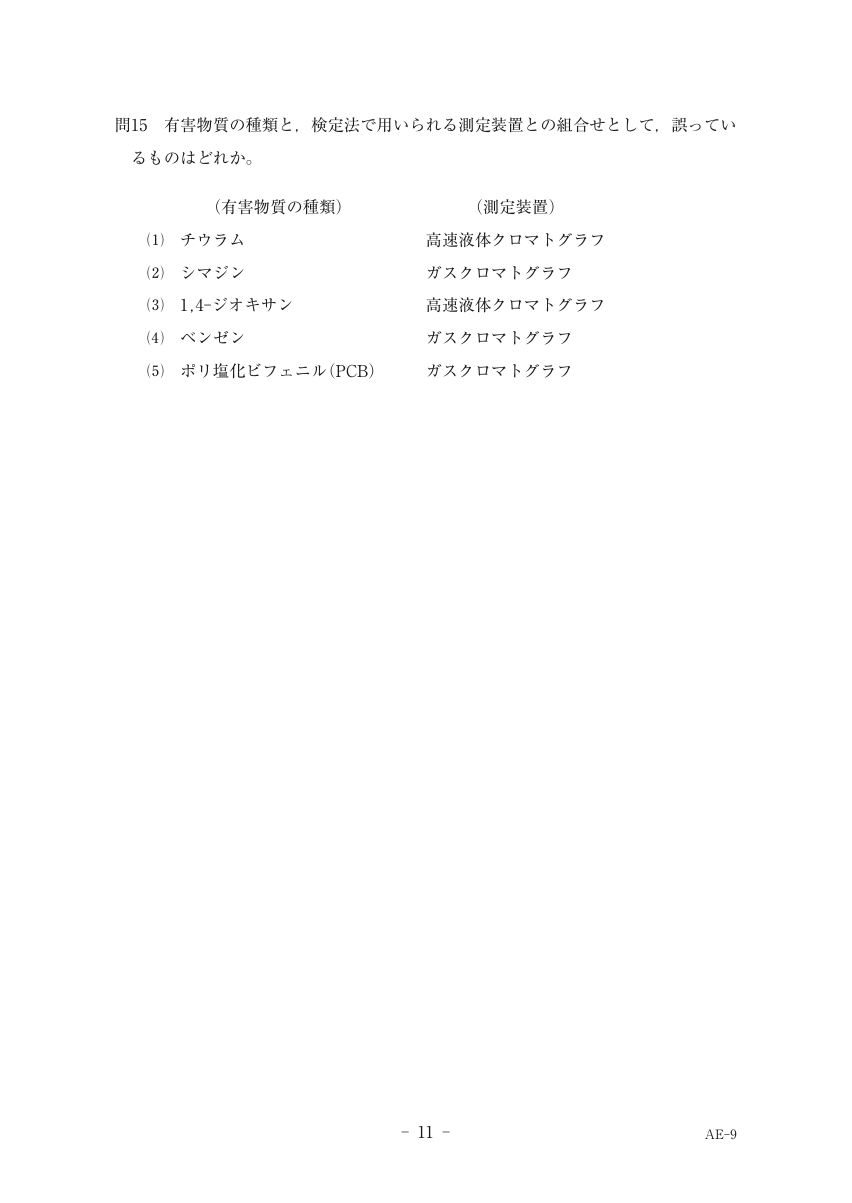 問15　有害物質の種類と，検定法で用いられる測定装置との組合せとして，誤ってい
るものはどれか。
（有害物質の種類）　（測定装置）
⑴　チウラム　高速液体クロマトグラフ
⑵　シマジン　ガスクロマトグラフ
⑶　1,4-ジオキサン　高速液体クロマトグラフ
⑷　ベンゼン　ガスクロマトグラフ
⑸　ポリ塩化ビフェニル（PCB）　ガスクロマトグラフ
- 11 -
AE-9